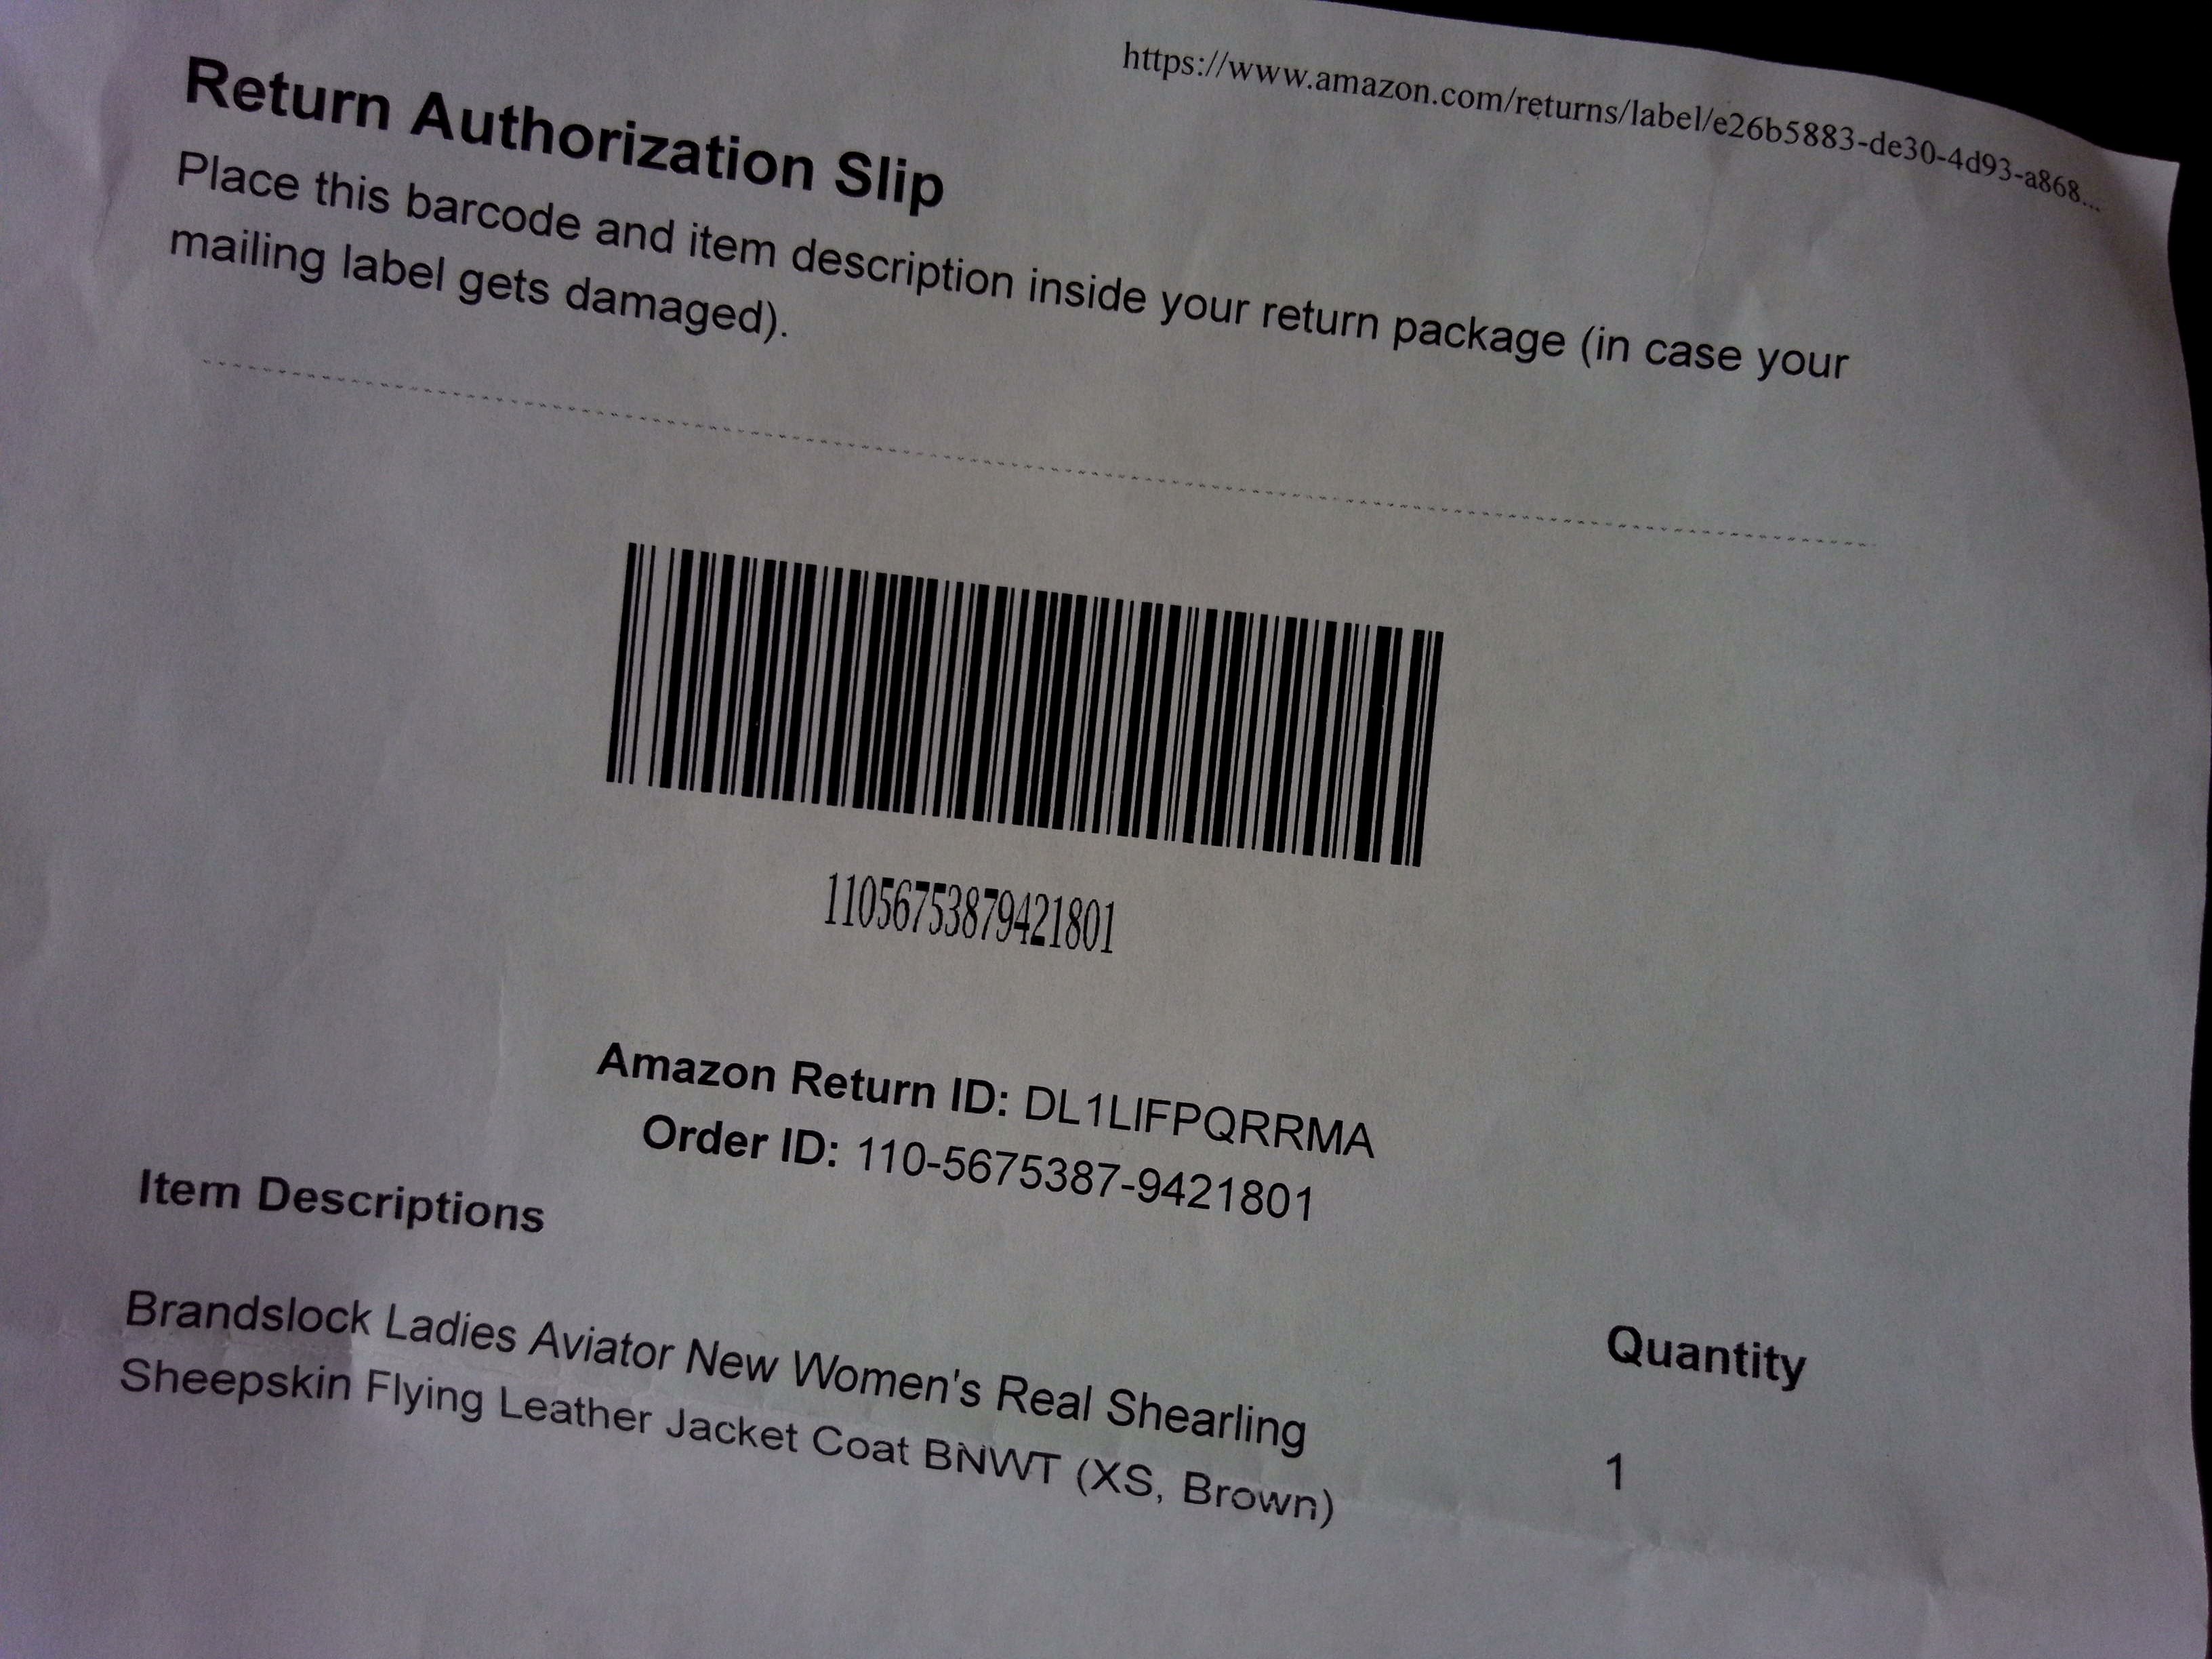 https://www.amazon.com/returns/label/e26b5883-de30-4d93-a868...
Return Authorization Slip
Place this barcode and item description inside your return package (in case your
mailing label gets damaged).
11056753879421801
Amazon Return ID: DL1LIFPQRRMA
Order ID: 110-5675387-9421801
Item Descriptions
Quantity
Brandslock Ladies Aviator New Women's Real Shearling
Sheepskin Flying Leather Jacket Coat BNWT (XS, Brown)
1